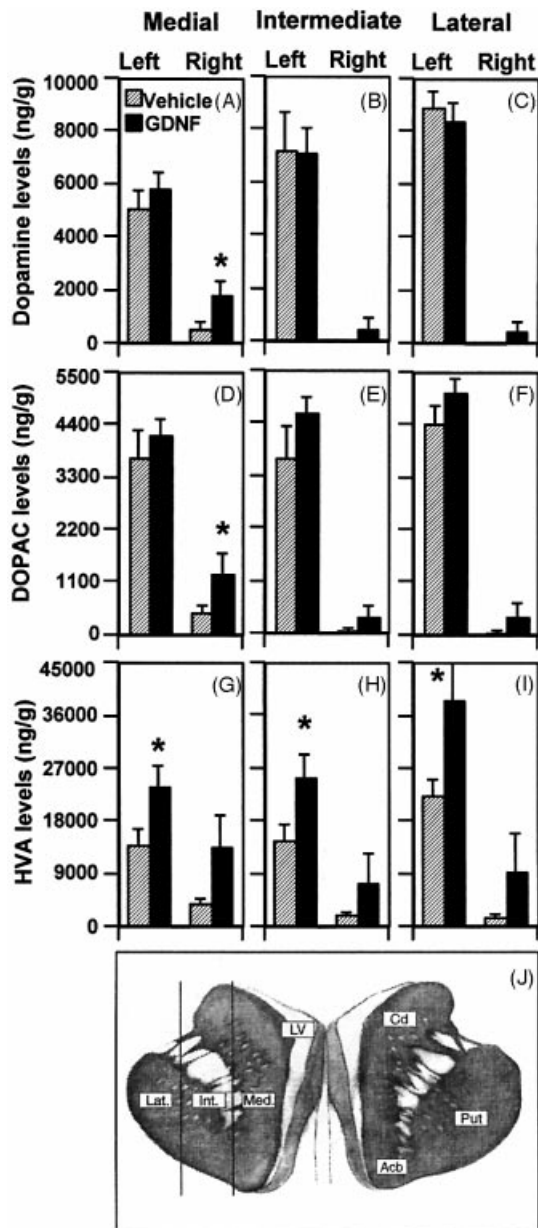 Medial Intermediate Lateral
Left Right Left Right Left Right
Dopamine levels (ng/g)
10000
8000
6000
4000
2000
0
Vehicle (A)
GDNF
*
(B)
(C)
DOPAC levels (ng/g)
5500
4400
3300
2200
1100
0
(D)
*
(E)
(F)
HVA levels (ng/g)
45000
36000
27000
18000
9000
0
(G)
*
(H)
*
(I)
*
(J)
LV Cd
Lat. Int. Med. Put
Acb